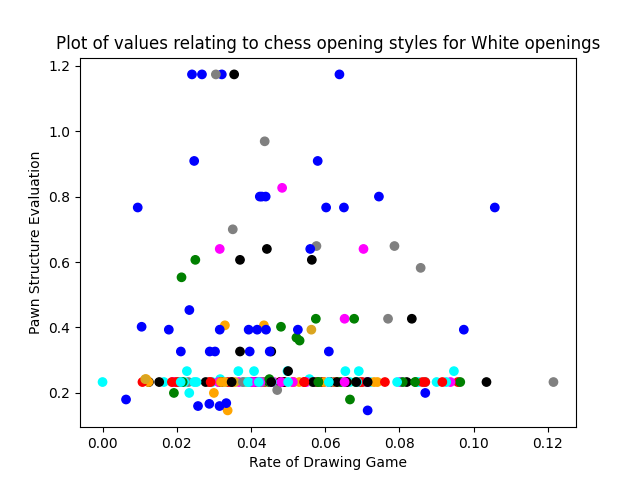 Plot of values relating to chess opening styles for White openings
1.2
1.0
0.8
0.6
0.4
0.2
Pawn Structure Evaluation
0.00 0.02 0.04 0.06 0.08 0.10 0.12
Rate of Drawing Game